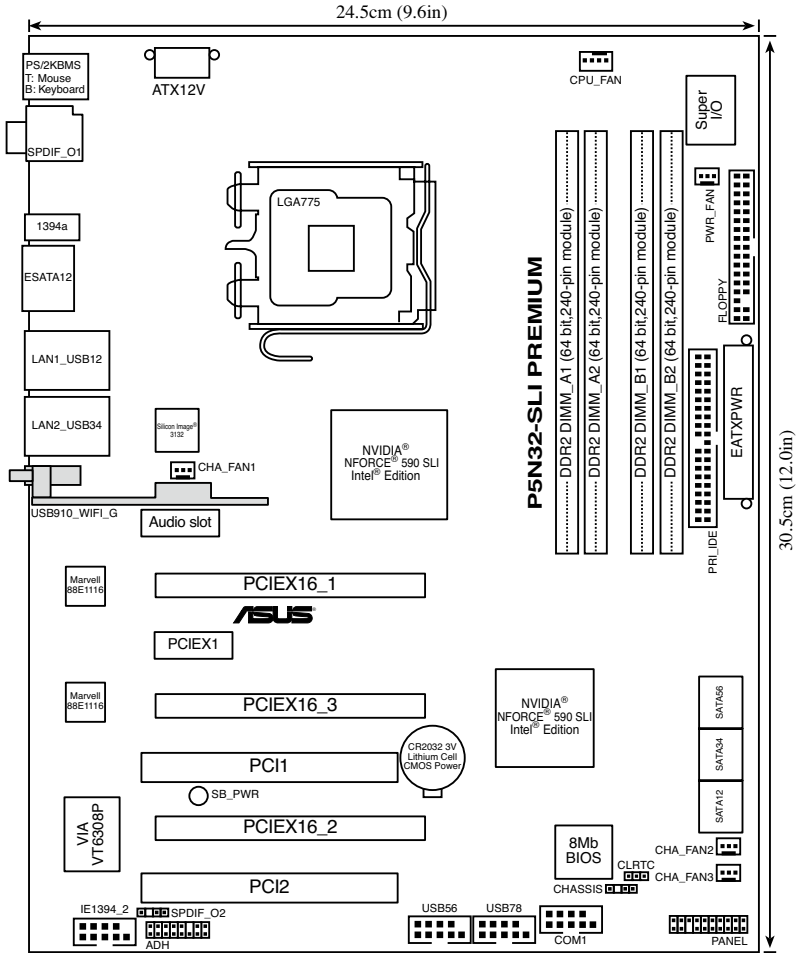 24.5cm (9.6in)
PS/2KBMS
T: Mouse
B: Keyboard
ATX12V
CPU_FAN
Super
I/O
SPDIF_O1
LGA775
PWR_FAN
FLOPPY
1394a
ESATA12
P5N32-SLI PREMIUM
DDR2 DIMM_A1 (64 bit,240-pin module)
DDR2 DIMM_A2 (64 bit,240-pin module)
DDR2 DIMM_B1 (64 bit,240-pin module)
DDR2 DIMM_B2 (64 bit,240-pin module)
LAN1_USB12
LAN2_USB34
Silicon Image®
3132
CHA_FAN1
NVIDIA®
NFORCE® 590 SLI
Intel® Edition
EATXPWR
PRI_IDE
30.5cm (12.0in)
USB910_WIFI_G
Audio slot
Marvell
88E1116
PCIEX16_1
ASUS
PCIEX1
Marvell
88E1116
PCIEX16_3
NVIDIA®
NFORCE® 590 SLI
Intel® Edition
SATA56
SATA34
SATA12
PCI1
CR2032 3V
Lithium Cell
CMOS Power
SB_PWR
VIA
VT6308P
PCIEX16_2
8Mb
BIOS
CHA_FAN2
CLRTC
CHA_FAN3
CHASSIS
PCI2
IE1394_2
SPDIF_O2
ADH
USB56
USB78
COM1
PANEL